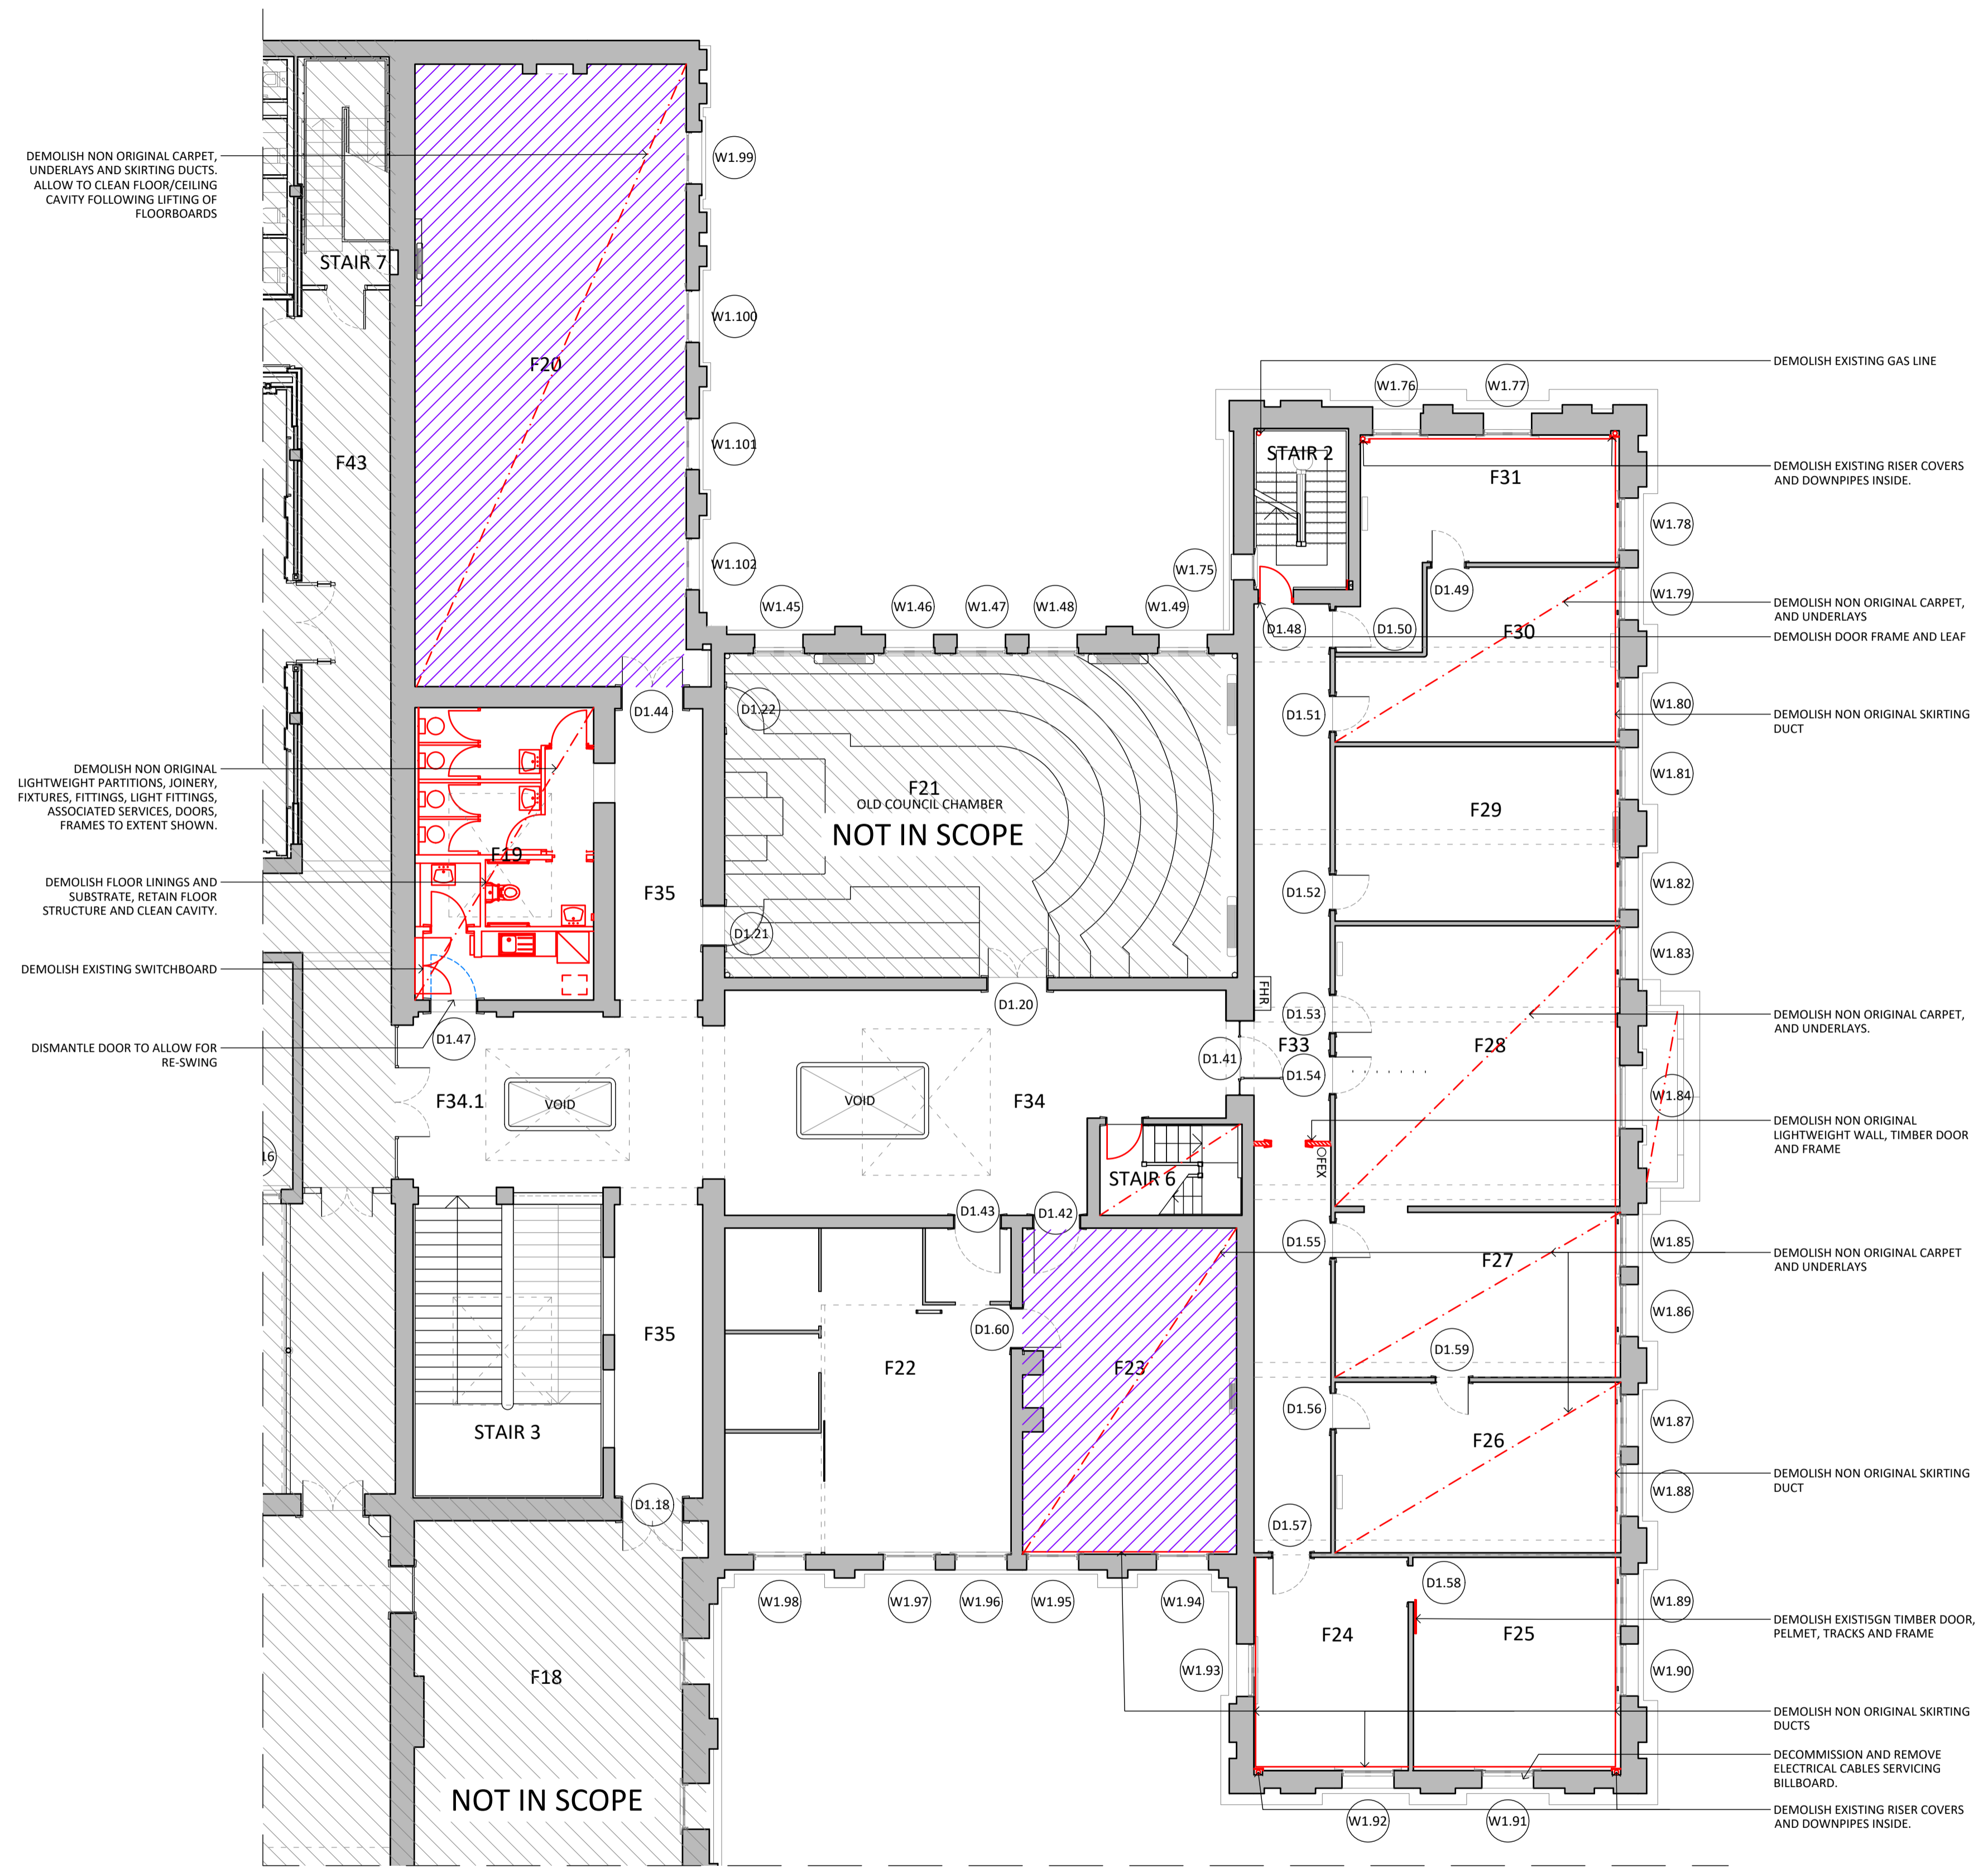 DEMOLISH NON ORIGINAL CARPET,
UNDERLAYS AND SKIRTING DUCTS.
ALLOW TO CLEAN FLOOR/CEILING
CAVITY FOLLOWING LIFTING OF
FLOORBOARDS
W1.99
STAIR 7
W1.100
F20
DEMOLISH EXISTING GAS LINE
W1.76
W1.77
W1.101
F43
STAIR 2
F31
DEMOLISH EXISTING RISER COVERS
AND DOWNPIPES INSIDE.
W1.78
W1.102
W1.75
D1.49
W1.79
W1.45
W1.46
W1.47
W1.48
W1.49
DEMOLISH NON ORIGINAL CARPET,
AND UNDERLAYS
D1.48
D1.50
F30
DEMOLISH DOOR FRAME AND LEAF
D1.44
D1.22
D1.51
W1.80
DEMOLISH NON ORIGINAL SKIRTING
DUCT
DEMOLISH NON ORIGINAL
LIGHTWEIGHT PARTITIONS, JOINERY,
FIXTURES, FITTINGS, LIGHT FITTINGS,
ASSOCIATED SERVICES, DOORS,
FRAMES TO EXTENT SHOWN.
W1.81
F21
OLD COUNCIL CHAMBER
NOT IN SCOPE
F29
F19
DEMOLISH FLOOR LININGS AND
SUBSTRATE, RETAIN FLOOR
STRUCTURE AND CLEAN CAVITY.
F35
D1.52
W1.82
D1.21
W1.83
DEMOLISH EXISTING SWITCHBOARD
FHR
D1.20
D1.53
DEMOLISH NON ORIGINAL CARPET,
AND UNDERLAYS.
D1.47
DISMANTLE DOOR TO ALLOW FOR
RE-SWING
D1.41
F33
F28
D1.54
F34.1
VOID
VOID
F34
W1.84
DEMOLISH NON ORIGINAL
LIGHTWEIGHT WALL, TIMBER DOOR
AND FRAME
16
FEX
STAIR 6
D1.43
D1.42
D1.55
W1.85
DEMOLISH NON ORIGINAL CARPET
AND UNDERLAYS
F27
W1.86
F35
D1.60
D1.59
F22
F23
D1.56
W1.87
STAIR 3
F26
DEMOLISH NON ORIGINAL SKIRTING
DUCT
W1.88
D1.18
D1.57
D1.58
W1.98
W1.97
W1.96
W1.95
W1.94
W1.89
DEMOLISH EXISTI5GN TIMBER DOOR,
PELMET, TRACKS AND FRAME
F24
F25
F18
W1.93
W1.90
DEMOLISH NON ORIGINAL SKIRTING
DUCTS
DECOMMISSION AND REMOVE
ELECTRICAL CABLES SERVICING
BILLBOARD.
NOT IN SCOPE
DEMOLISH EXISTING RISER COVERS
AND DOWNPIPES INSIDE.
W1.92
W1.91